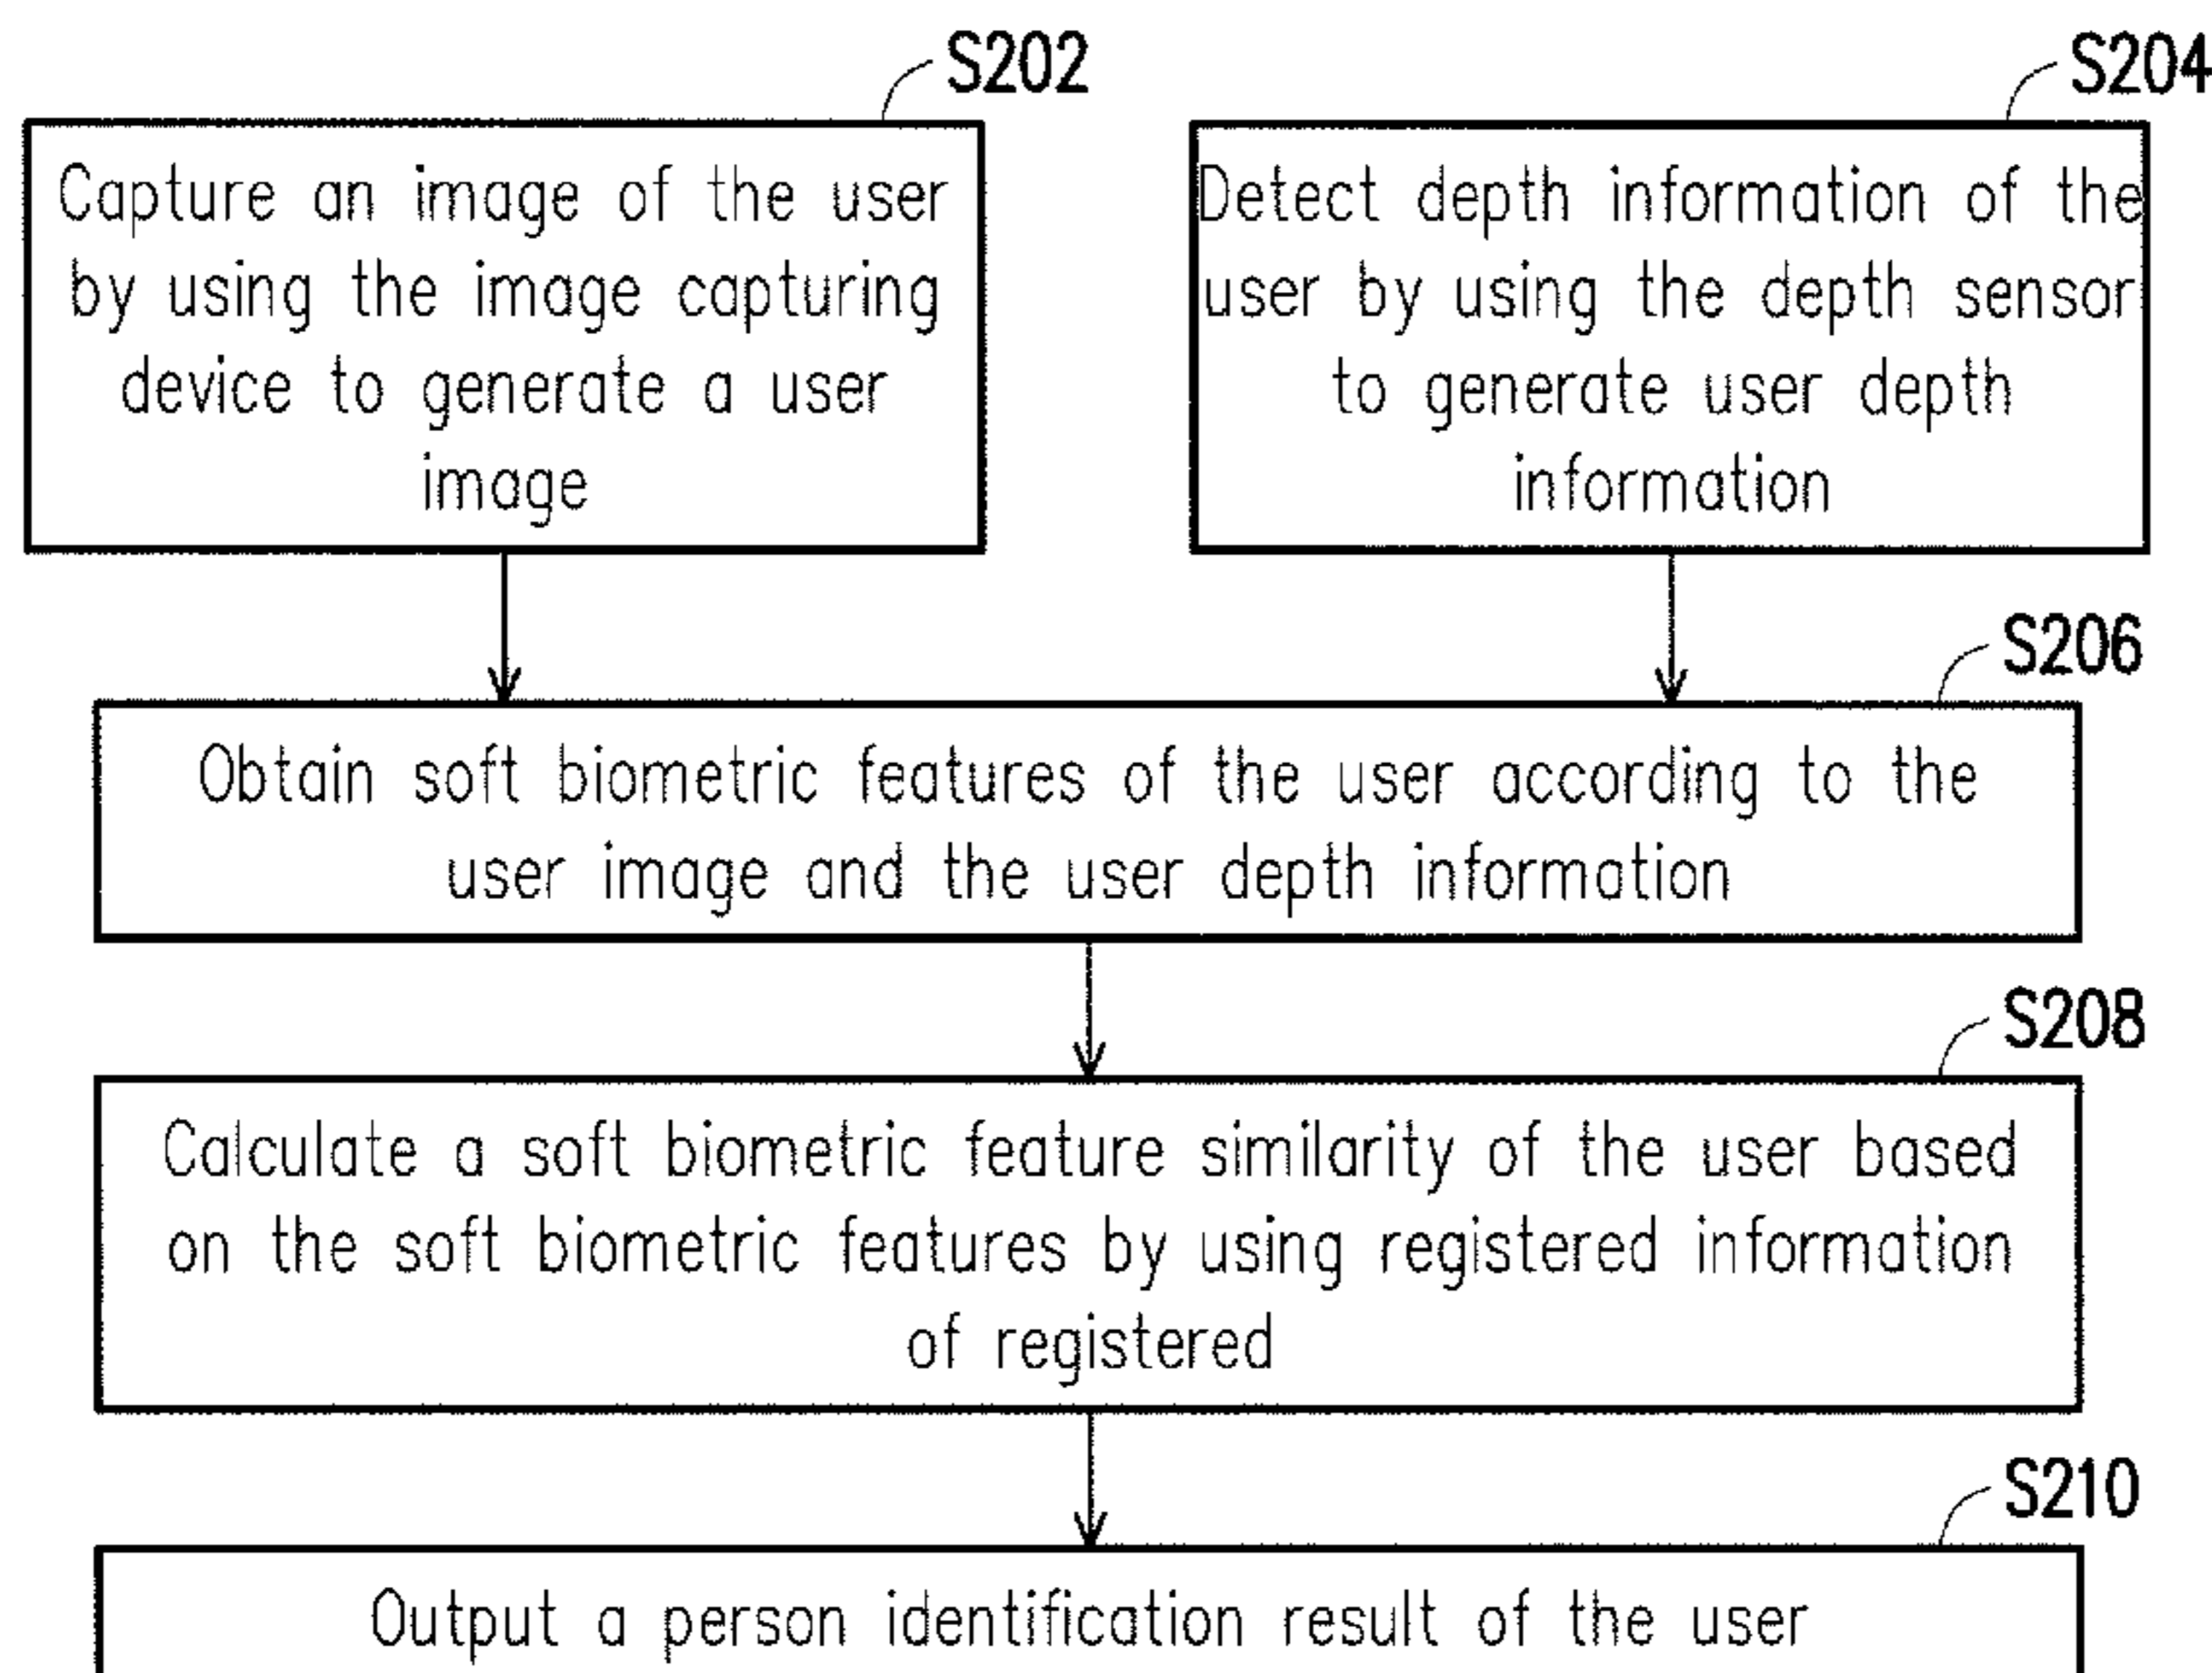 S202
Capture an image of the user
by using the image capturing
device to generate a user
image
S204
Detect depth information of the
user by using the depth sensor
to generate user depth
information
S206
Obtain soft biometric features of the user according to the
user image and the user depth information
S208
Calculate a soft biometric feature similarity of the user based
on the soft biometric features by using registered information
of registered
S210
Output a person identification result of the user